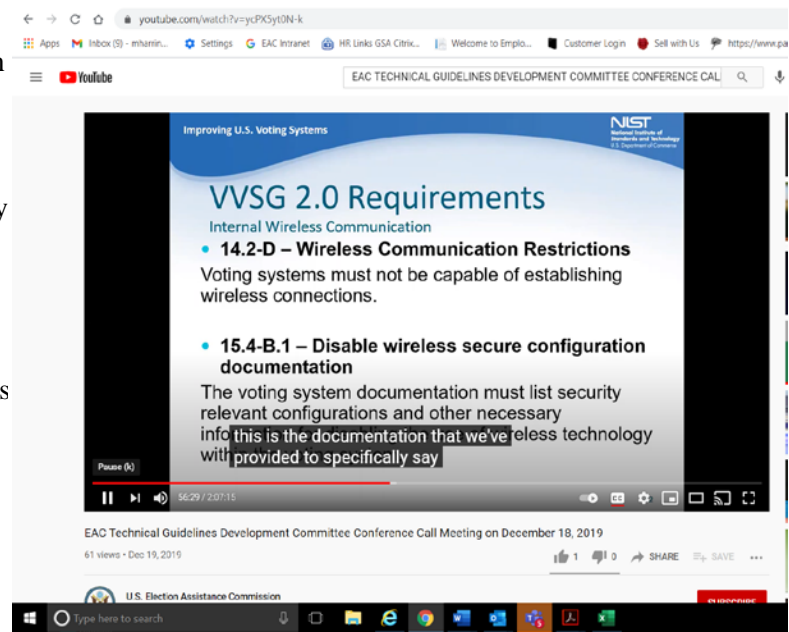 youtube.com/watch?v=ycPX5yt0N-k
Apps Inbox (9) - mharrin... Settings EAC Intranet HR Links GSA Citrix... Welcome to Emplo... Customer Login Sell with Us https://www.pa
YouTube
EAC TECHNICAL GUIDELINES DEVELOPMENT COMMITTEE CONFERENCE CAL
Improving U.S. Voting Systems
NIST
National Institute of
Standards and Technology
U.S. Department of Commerce
VVSG 2.0 Requirements
Internal Wireless Communication
• 14.2-D – Wireless Communication Restrictions
Voting systems must not be capable of establishing
wireless connections.
• 15.4-B.1 – Disable wireless secure configuration
documentation
The voting system documentation must list security
relevant configurations and other necessary
this is the documentation that we've
provided to specifically say
technology
Pause (k)
56:29 / 2:07:15
EAC Technical Guidelines Development Committee Conference Call Meeting on December 18, 2019
61 views • Dec 19, 2019
1 0 SHARE SAVE
U.S. Election Assistance Commission
SUBSCRIBE
Type here to search